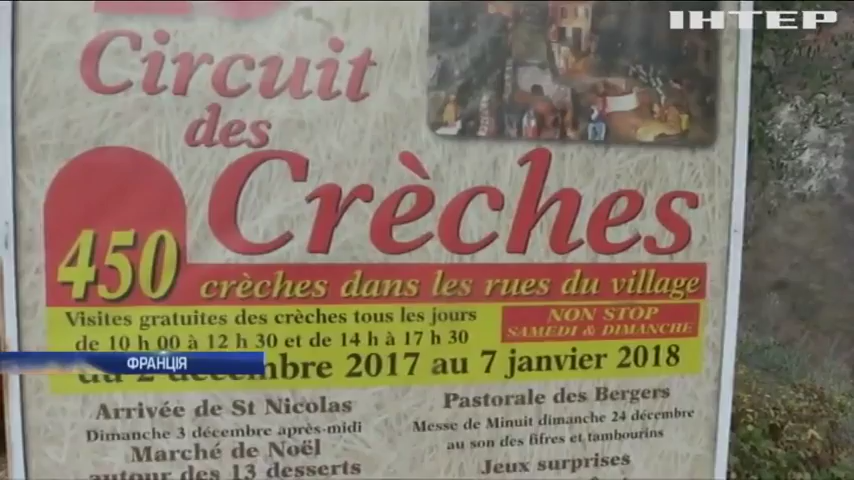 ІНТЕР
Circuit
des
Crèches
450
crèches dans les rues du village
Visites gratuites des crèches tous les jours
de 10 h 00 à 12 h 30 et de 14 h à 17 h 30
NON STOP
SAMEDI & DIMANCHE
ФРАНЦІЯ
du 2 décembre 2017 au 7 janvier 2018
Arrivée de St Nicolas
Dimanche 3 décembre après-midi
Marché de Noël
autour des 13 desserts
Pastorale des Bergers
Messe de Minuit dimanche 24 décembre
au son des fifres et tambourins
Jeux surprises